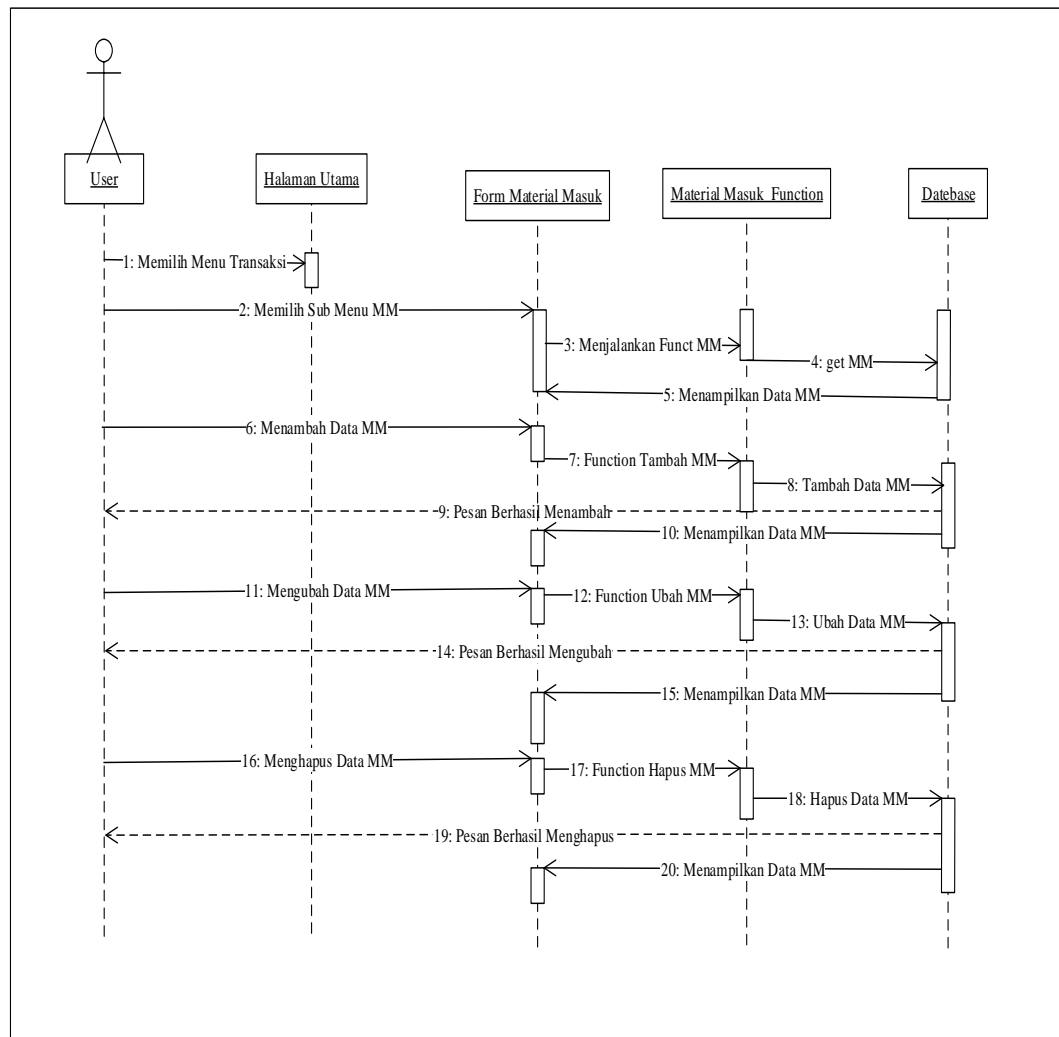 User
Halaman Utama
Form Material Masuk
Material Masuk Function
Datebase
1: Memilih Menu Transaksi
2: Memilih Sub Menu MM
3: Menjalankan Funct MM
4: get MM
5: Menampilkan Data MM
6: Menambah Data MM
7: Function Tambah MM
8: Tambah Data MM
9: Pesan Berhasil Menambah
10: Menampilkan Data MM
11: Mengubah Data MM
12: Function Ubah MM
13: Ubah Data MM
14: Pesan Berhasil Mengubah
15: Menampilkan Data MM
16: Menghapus Data MM
17: Function Hapus MM
18: Hapus Data MM
19: Pesan Berhasil Menghapus
20: Menampilkan Data MM